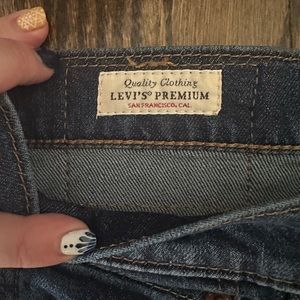 Quality Clothing
LEVI'S® PREMIUM
SAN FRANCISCO, CAL.